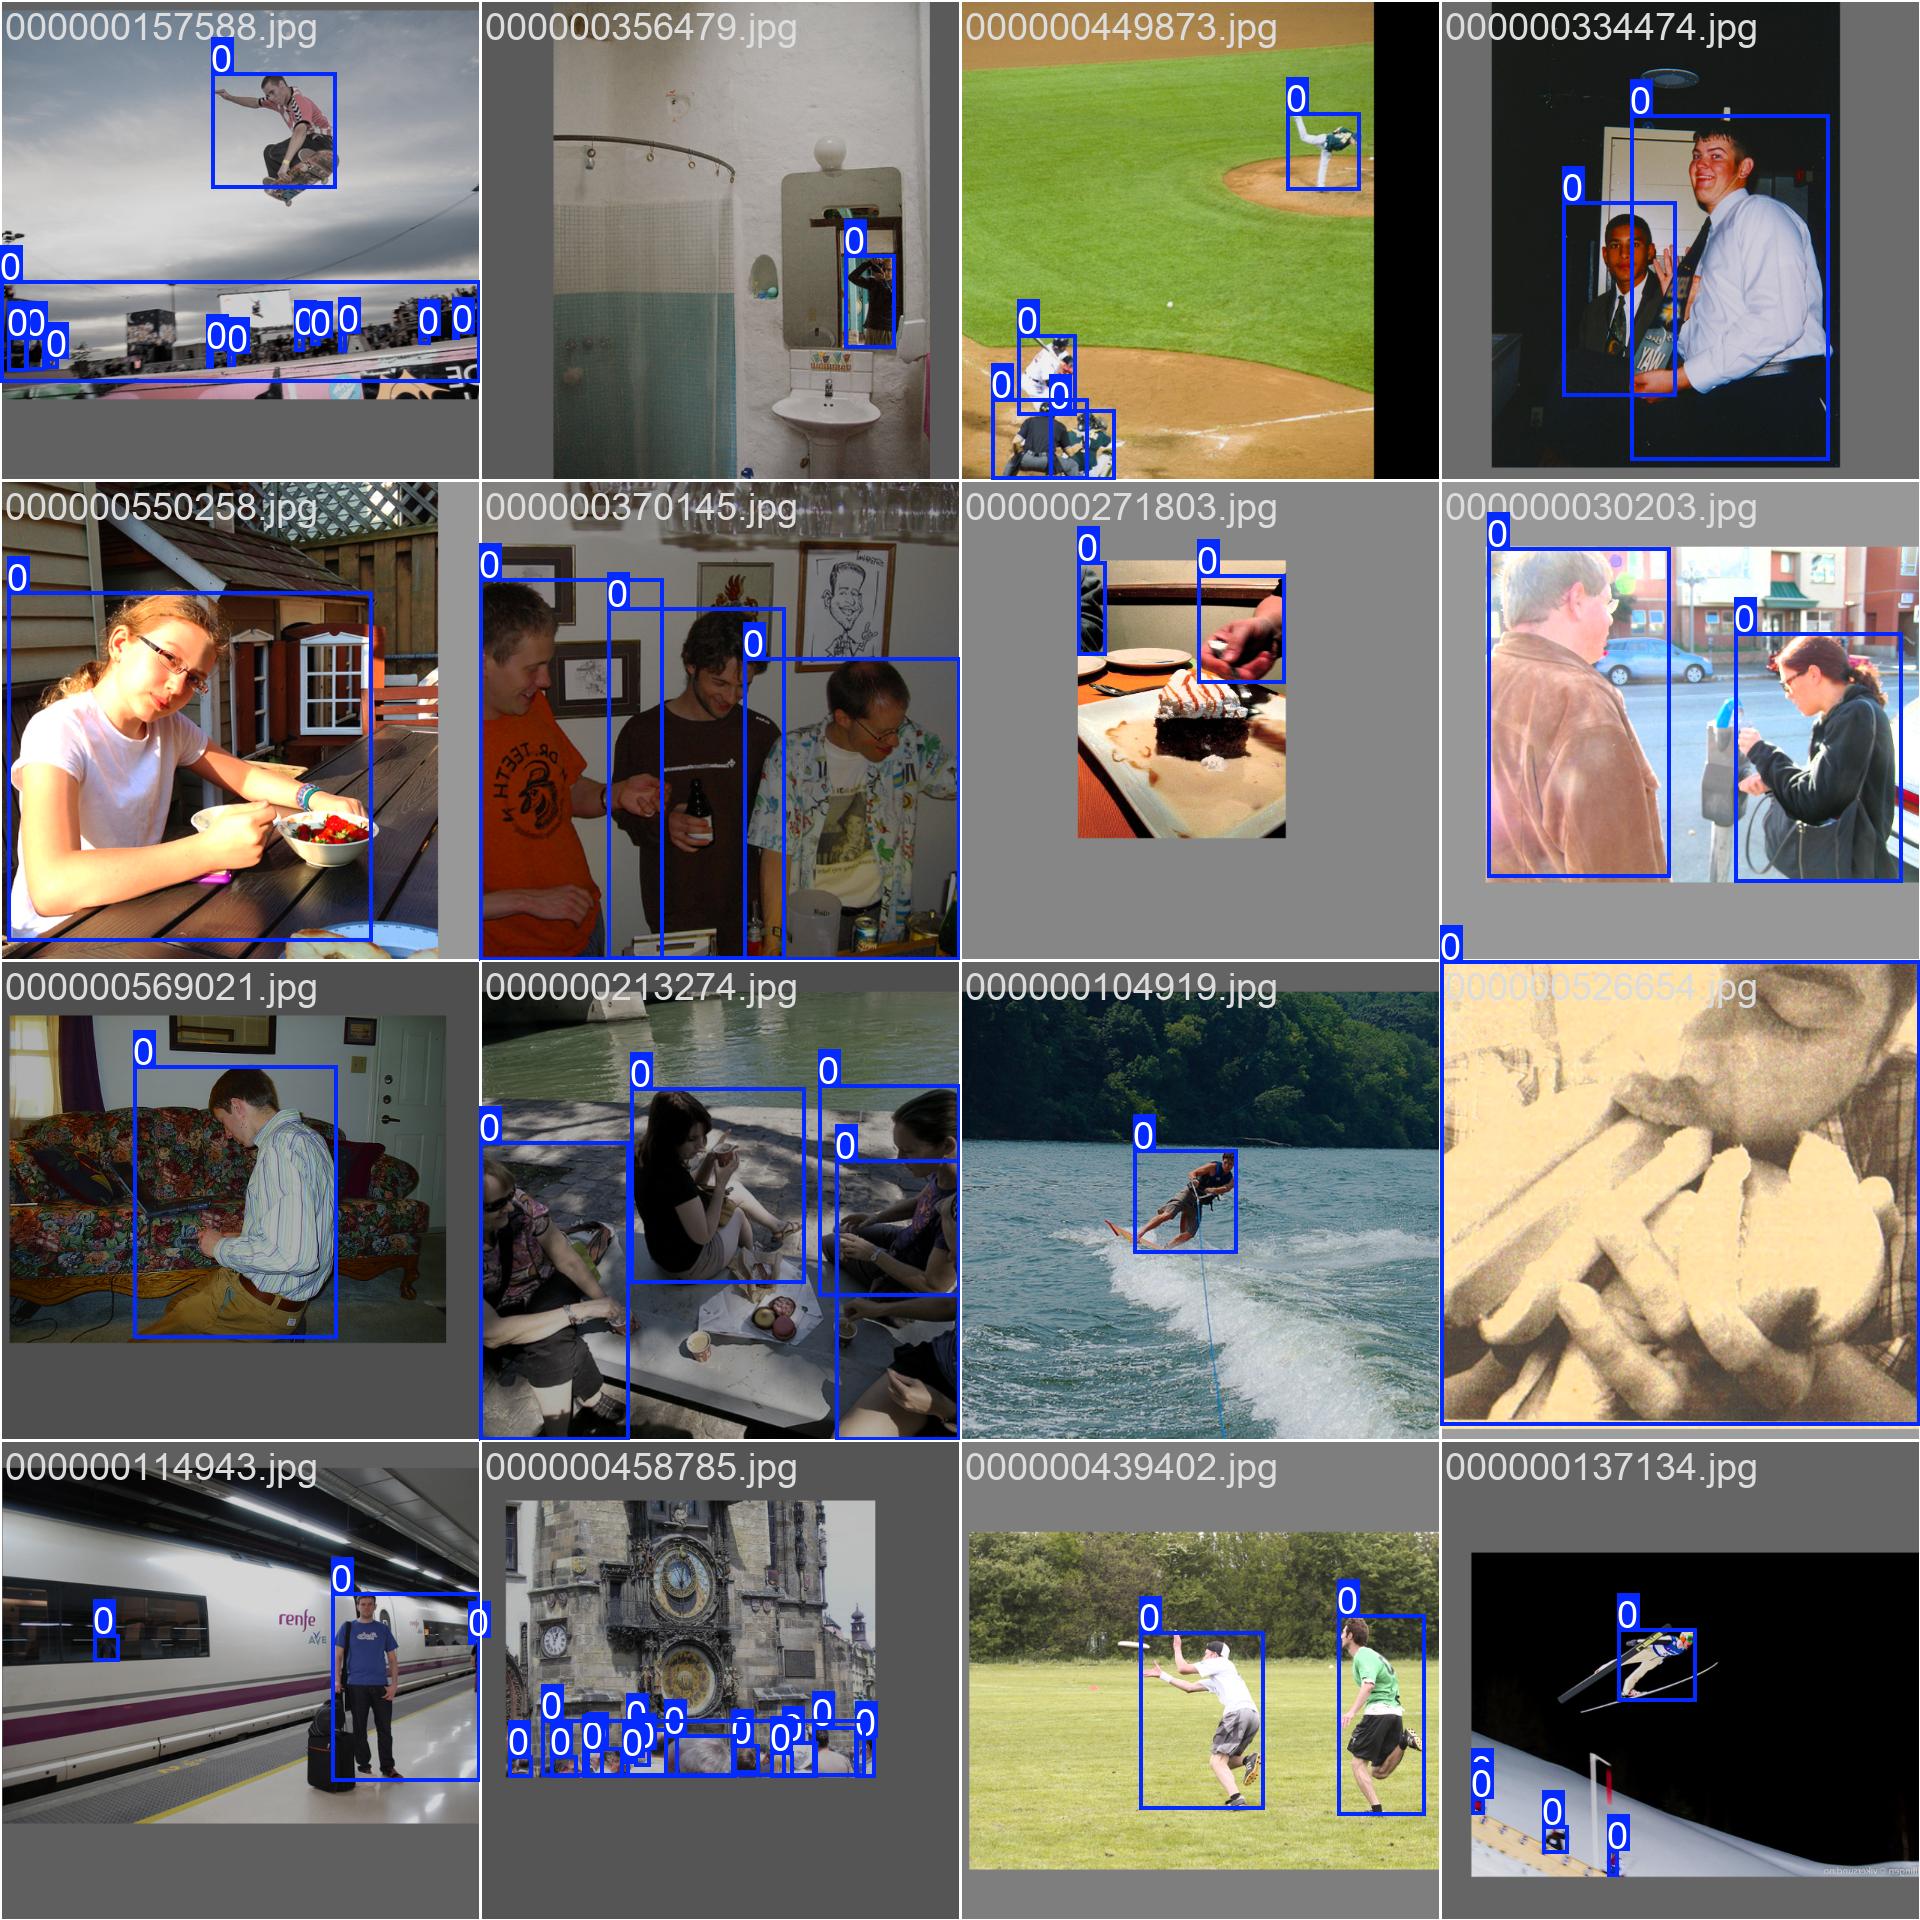 000000157588.jpg
0
0
0 0 0 0 0 0 0 0 0 0
000000356479.jpg
0
000000449873.jpg
0
0
0 0
000000334474.jpg
0
0
000000550258.jpg
0
000000370145.jpg
0
0
0
000000271803.jpg
0 0
000000030203.jpg
0
0
000000569021.jpg
0
000000213274.jpg
0 0
0 0
000000104919.jpg
0
000000526654.jpg
0
000000114943.jpg
0
0 0
renfe
AVE
000000458785.jpg
0 0 0 0 0
0 0 0 0 0 0 0 0
000000439402.jpg
0 0
000000137134.jpg
0
0
0
0